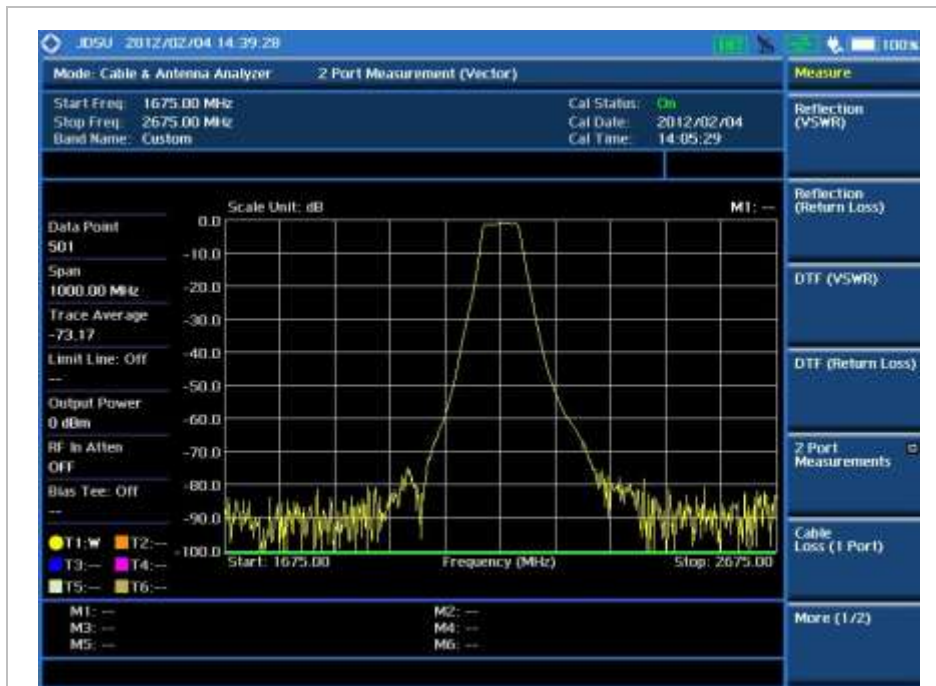 JDSU 2012/02/04 14:39:28
100%
Mode: Cable & Antenna Analyzer 2 Port Measurement (Vector)
Measure
Start Freq: 1675.00 MHz
Stop Freq: 2675.00 MHz
Band Name: Custom
Cal Status: On
Cal Date: 2012/02/04
Cal Time: 14:05:29
Reflection
(VSWR)
Reflection
(Return Loss)
DTF (VSWR)
DTF (Return Loss)
2 Port
Measurements
Cable
Loss (1 Port)
More (1/2)
Scale Unit: dB
M1: --
Data Point
501
Span
1000.00 MHz
Trace Average
-73.17
Limit Line: Off
--
Output Power
0 dBm
RF In Atten
OFF
Bias Tee: Off
--
T1:W T2:--
T3:-- T4:--
T5:-- T6:--
0.0
-10.0
-20.0
-30.0
-40.0
-50.0
-60.0
-70.0
-80.0
-90.0
-100.0
Start: 1675.00 Frequency (MHz) Stop: 2675.00
M1: -- M2: --
M3: -- M4: --
M5: -- M6: --